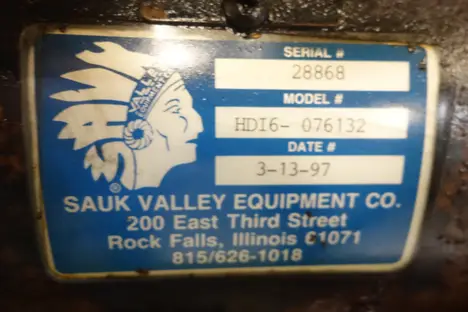 SERIAL #
28868
MODEL #
HDI6- 076132
DATE #
3-13-97
®
SAUK VALLEY EQUIPMENT CO.
200 East Third Street
Rock Falls, Illinois 61071
815/626-1018